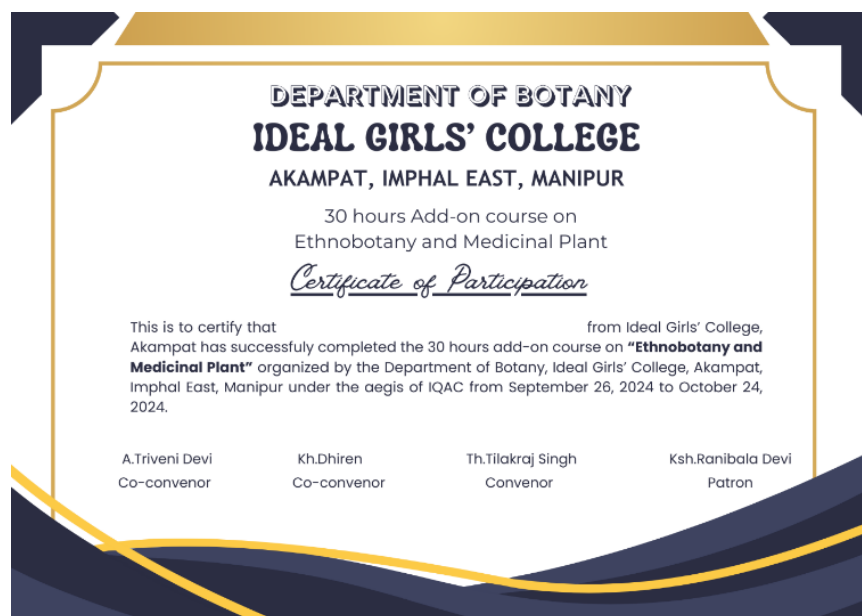 DEPARTMENT OF BOTANY
IDEAL GIRLS' COLLEGE
AKAMPAT, IMPHAL EAST, MANIPUR
30 hours Add-on course on
Ethnobotany and Medicinal Plant
Certificate of Participation
This is to certify that from Ideal Girls' College,
Akampat has successfuly completed the 30 hours add-on course on “Ethnobotany and
Medicinal Plant” organized by the Department of Botany, Ideal Girls' College, Akampat,
Imphal East, Manipur under the aegis of IQAC from September 26, 2024 to October 24,
2024.
A.Triveni Devi Kh.Dhiren Th.Tilakraj Singh Ksh.Ranibala Devi
Co-convenor Co-convenor Convenor Patron